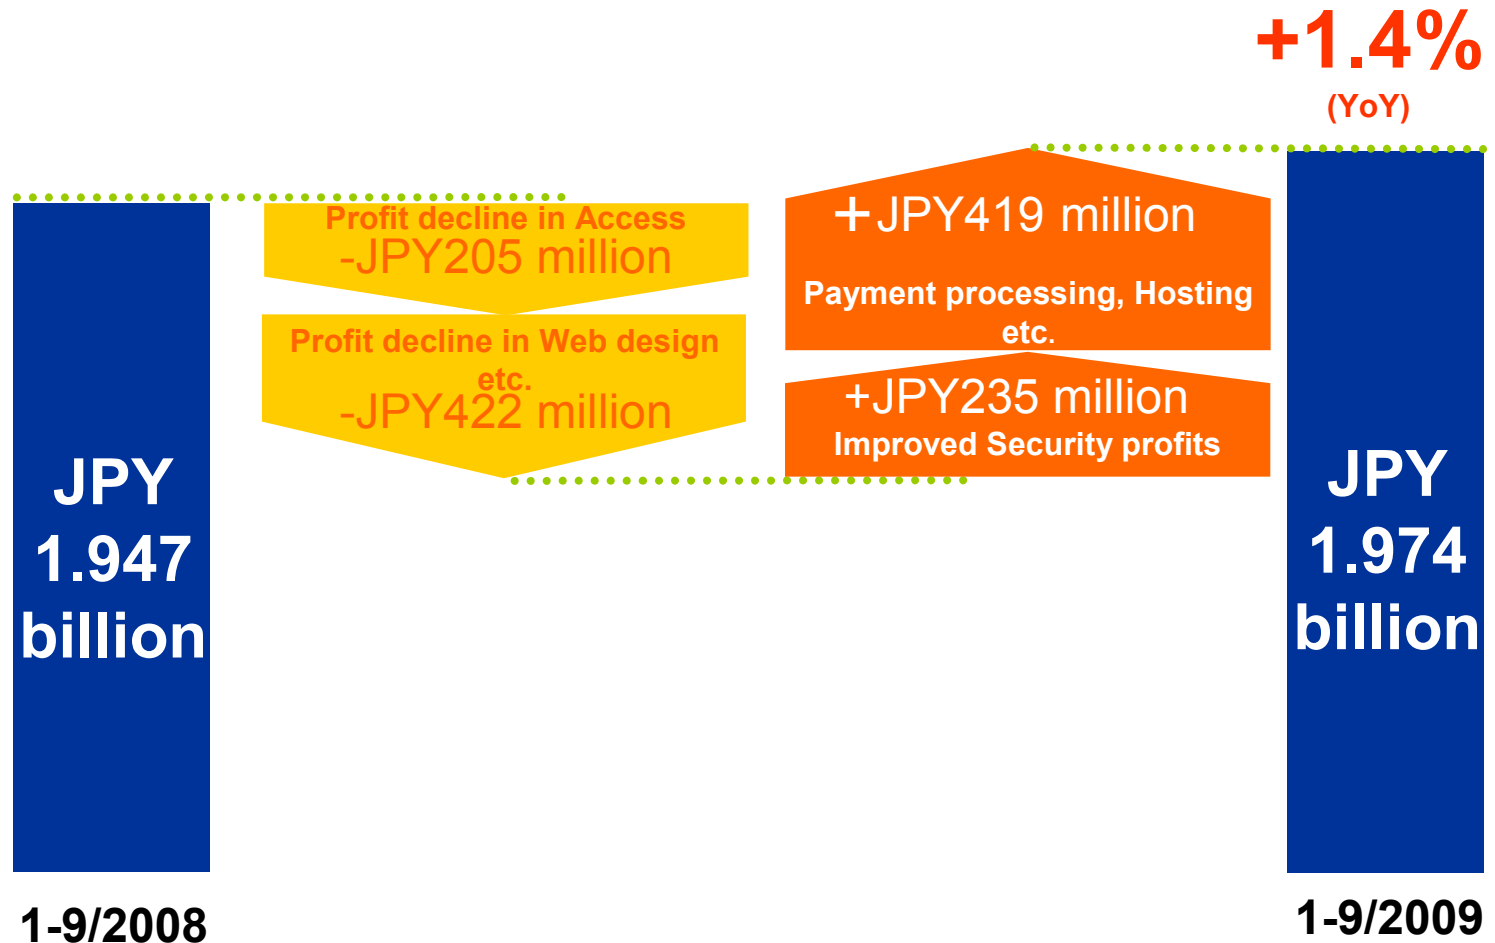 +1.4%
(YoY)
Profit decline in Access
-JPY205 million
Profit decline in Web design
etc.
-JPY422 million
+JPY419 million
Payment processing, Hosting
etc.
+JPY235 million
Improved Security profits
JPY
1.947
billion
JPY
1.974
billion
1-9/2008
1-9/2009